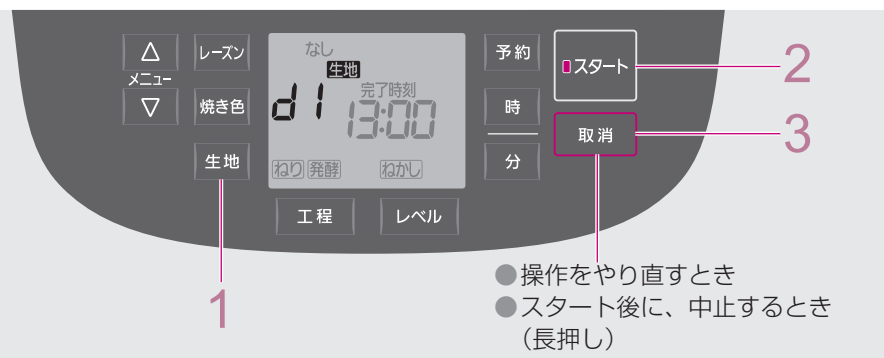 △
メニュー
▽
レーズン
焼き色
生地
なし
生地
d1
完了時刻
13:00
ねり 発酵 ねかし
工程
レベル
予約
時
分
スタート
取消
1
2
3
●操作をやり直すとき
●スタート後に、中止するとき
(長押し)